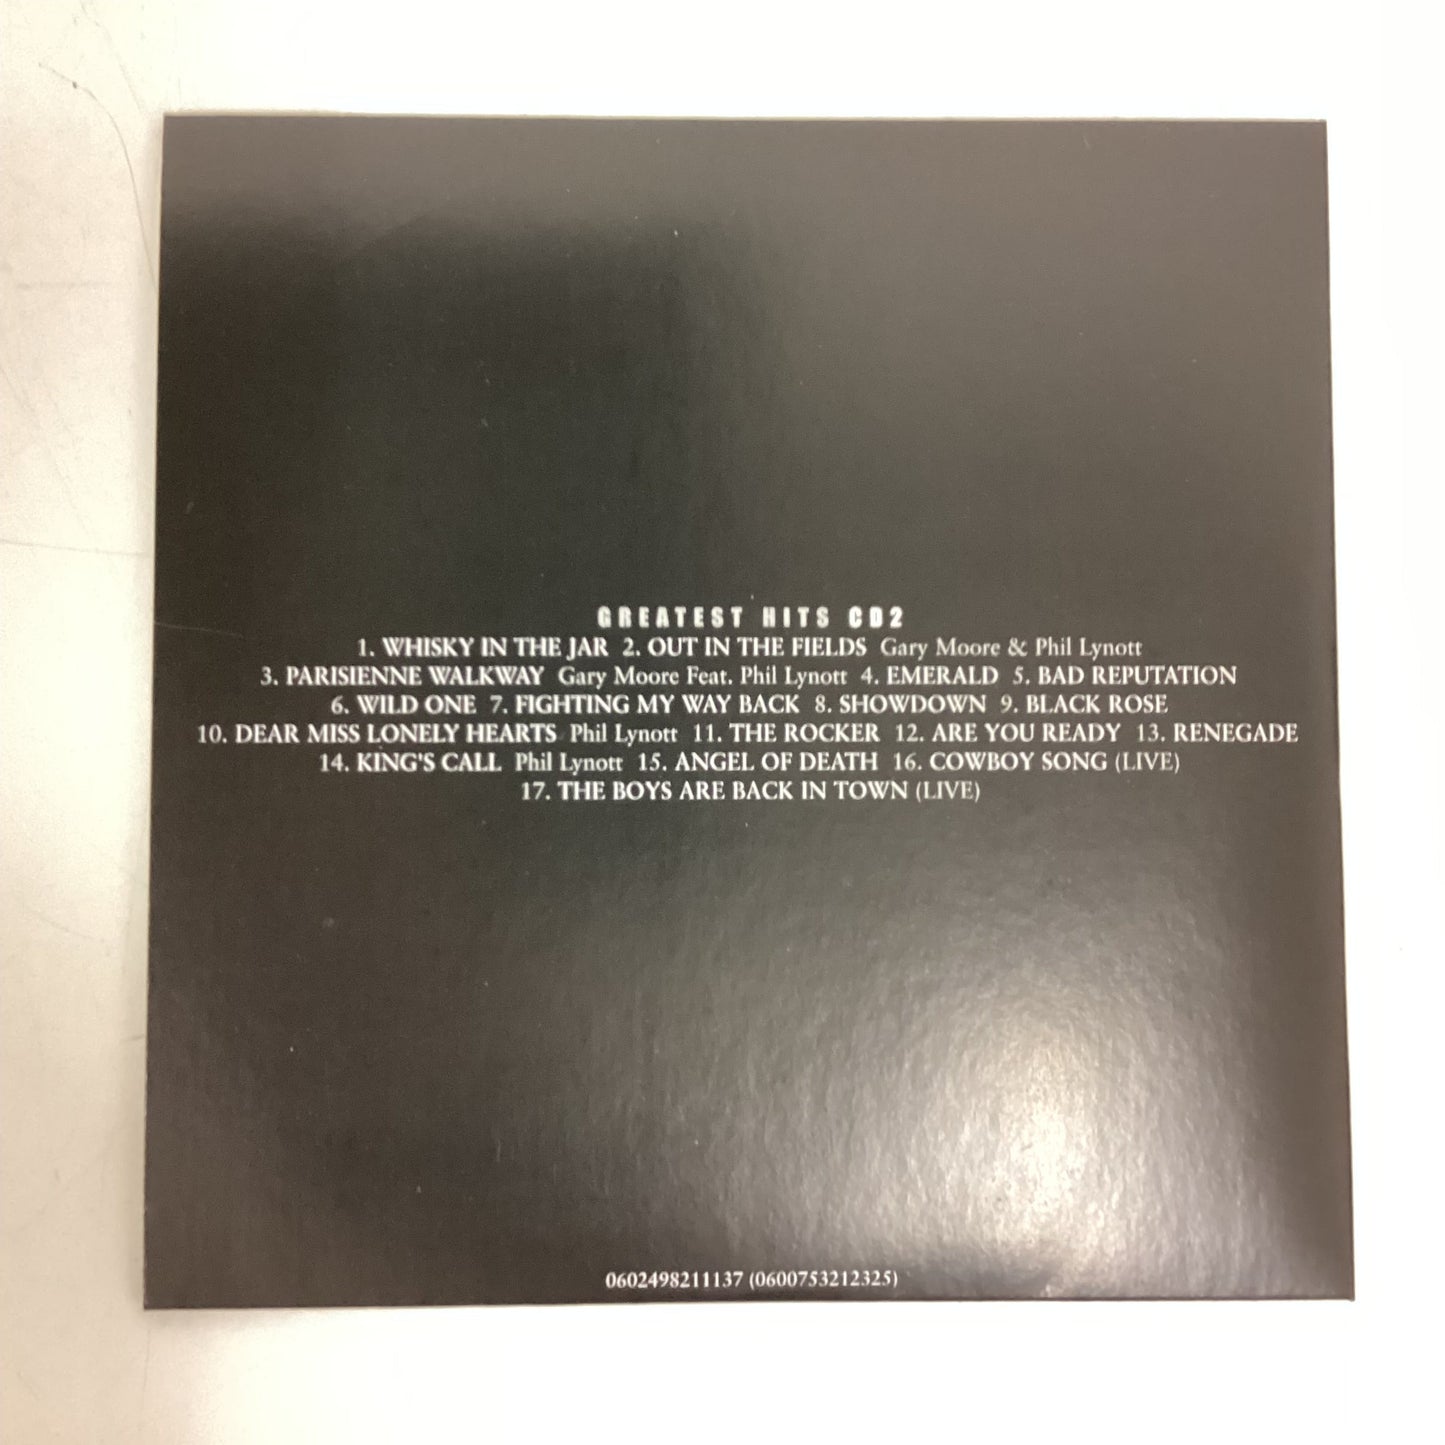 GREATEST HITS CD2
1. WHISKY IN THE JAR 2. OUT IN THE FIELDS Gary Moore & Phil Lynott
3. PARISIENNE WALKWAY Gary Moore Feat. Phil Lynott 4. EMERALD 5. BAD REPUTATION
6. WILD ONE 7. FIGHTING MY WAY BACK 8. SHOWDOWN 9. BLACK ROSE
10. DEAR MISS LONELY HEARTS Phil Lynott 11. THE ROCKER 12. ARE YOU READY 13. RENEGADE
14. KING'S CALL Phil Lynott 15. ANGEL OF DEATH 16. COWBOY SONG (LIVE)
17. THE BOYS ARE BACK IN TOWN (LIVE)
0602498211137 (0600753212325)